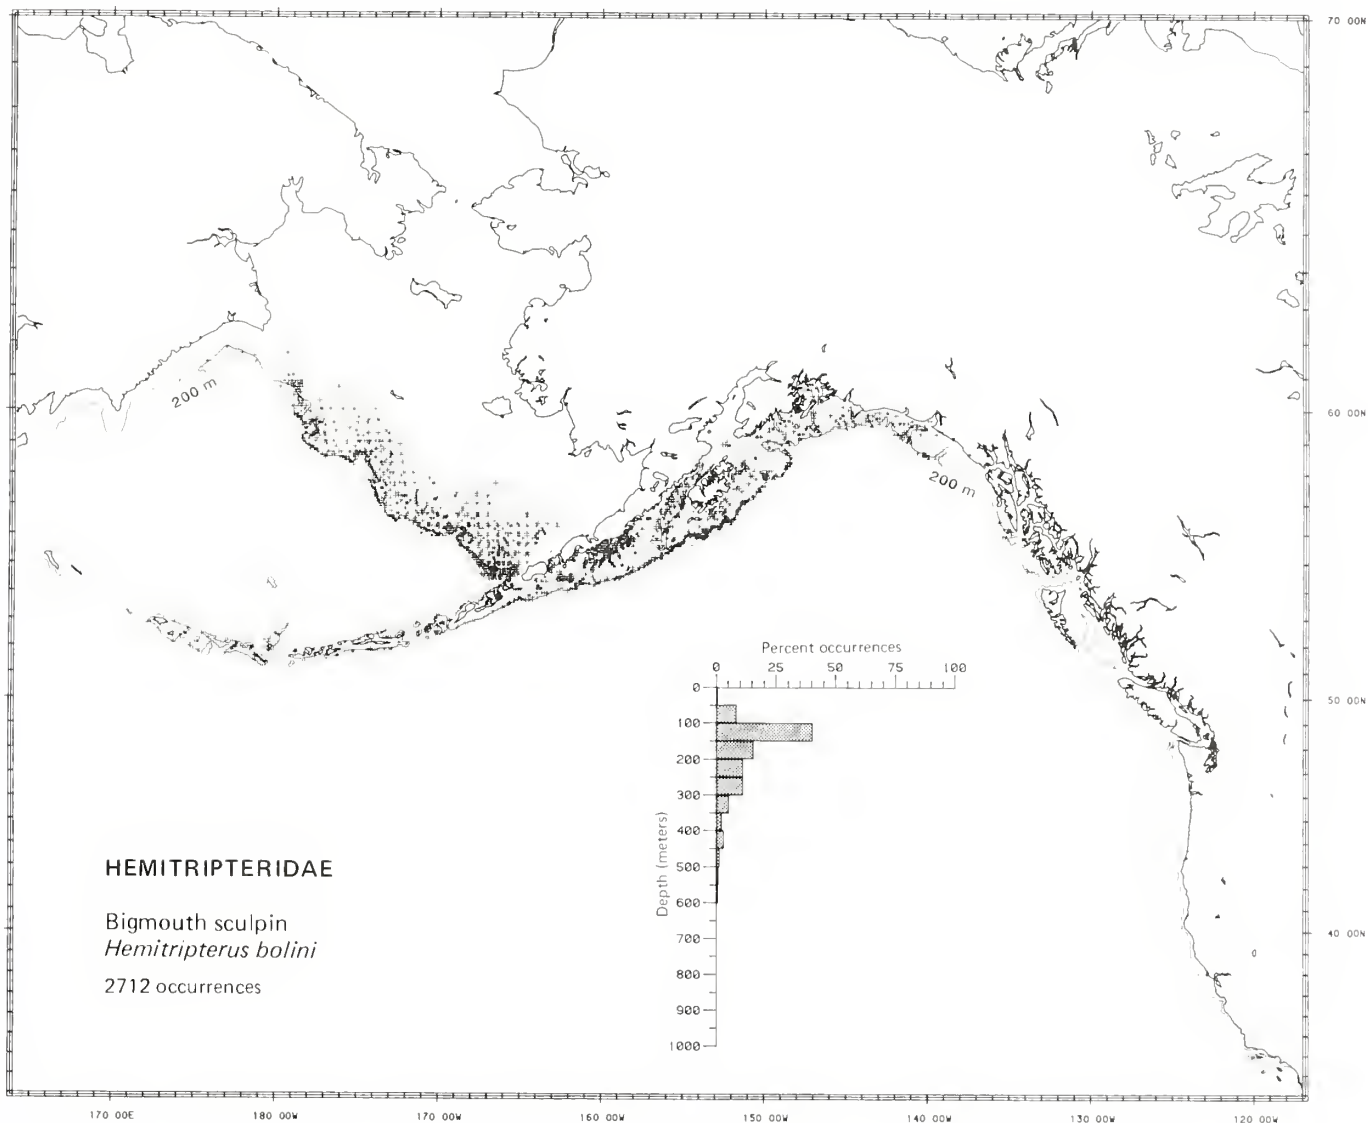 70 00N
200 m
60 00N
200 m
Percent occurrences
0 25 50 75 100
0
100
200
300
400
500
600
700
800
900
1000
Depth (meters)
50 00N
40 00N
HEMITRIPTERIDAE
Bigmouth sculpin
Hemitripterus bolini
2712 occurrences
170 00E 180 00W 170 00W 160 00W 150 00W 140 00W 130 00W 120 00W